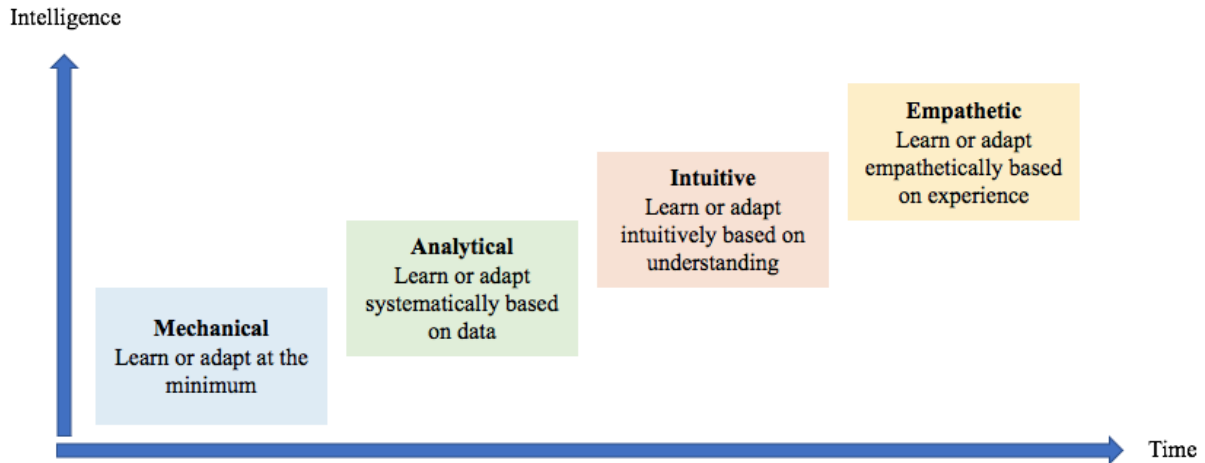 Intelligence
Empathetic
Learn or adapt
empathetically based
on experience
Intuitive
Learn or adapt
intuitively based on
understanding
Analytical
Learn or adapt
systematically based
on data
Mechanical
Learn or adapt at the
minimum
Time